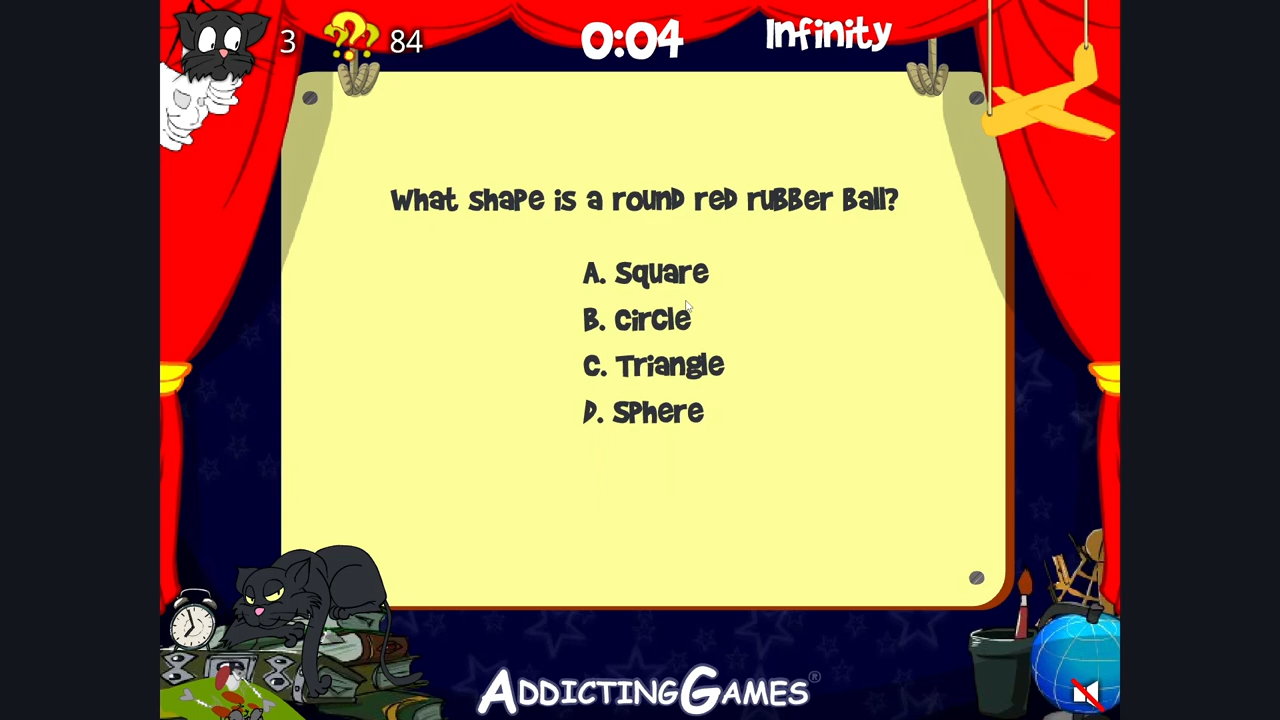 3 ?? 84 0:04 Infinity
What shape is a round red rubber ball?
A. Square
B. Circle
C. Triangle
D. Sphere
AddictingGames®